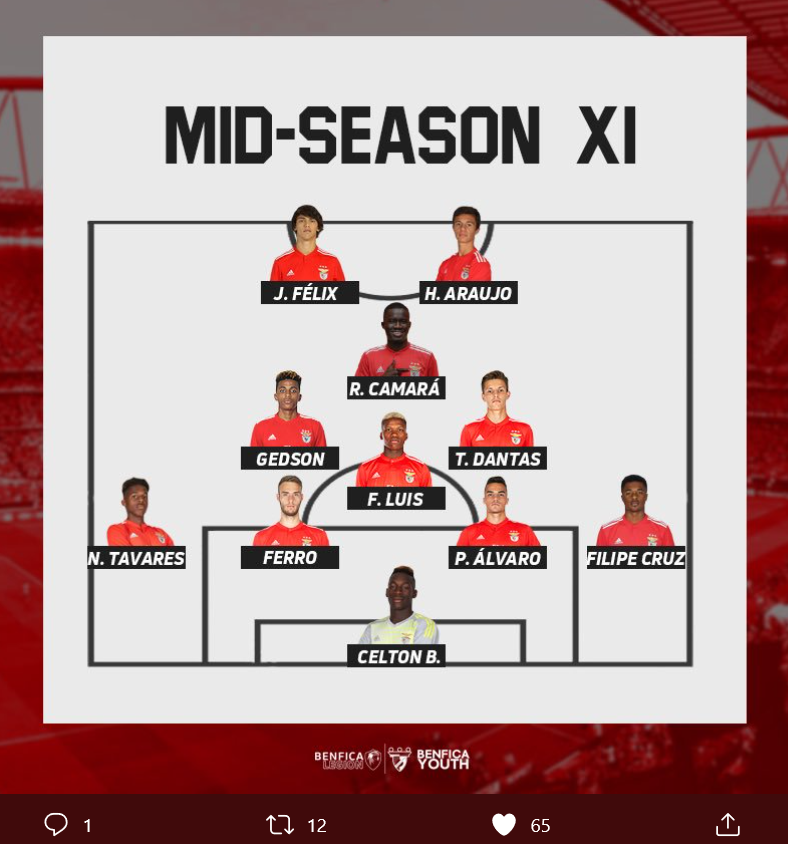 MID-SEASON XI
J. FÉLIX
H. ARAUJO
R. CAMARÁ
GEDSON
T. DANTAS
F. LUIS
N. TAVARES
FERRO
P. ÁLVARO
FILIPE CRUZ
CELTON B.
BENFICA
LEGION
BENFICA
YOUTH
1
12
65